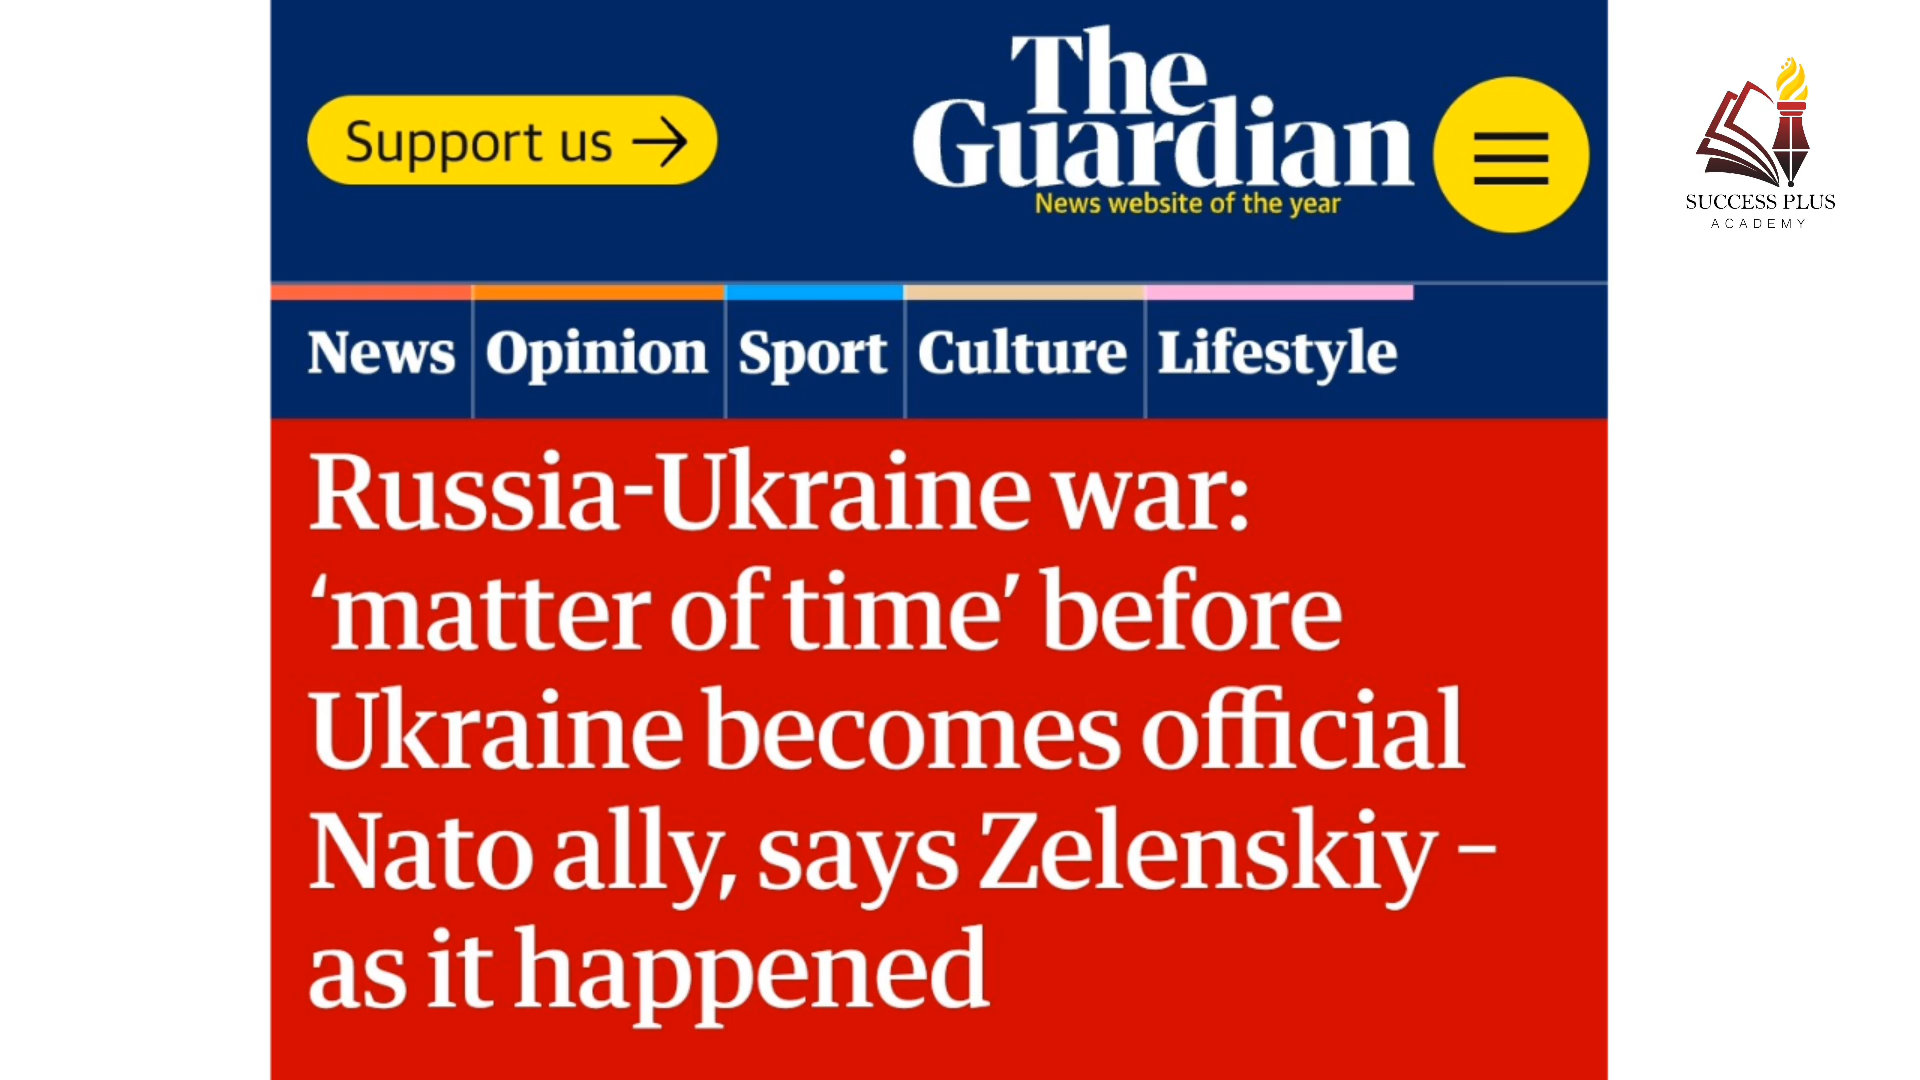 Support us
The
Guardian
News website of the year
SUCCESS PLUS
ACADEMY
News Opinion Sport Culture Lifestyle
Russia-Ukraine war:
‘matter of time’ before
Ukraine becomes official
Nato ally, says Zelenskiy –
as it happened